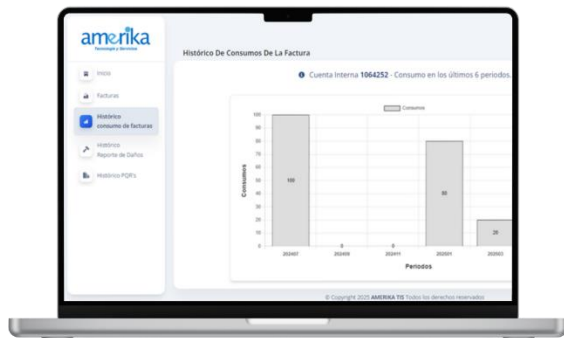 amerika
Tecnología y Servicios
Histórico De Consumos De La Factura
Inicio
Facturas
Histórico
consumo de facturas
Histórico
Reporte de Daños
Histórico PQR's
Cuenta Interna 1064252 - Consumo en los últimos 6 periodos.
Consumos
100
90
80
70
60
50
40
30
20
10
0
Consumos
100
0
0
80
20
202407
202409
202411
202501
202503
Periodos
© Copyright 2025 AMERIKA TIS Todos los derechos reservados